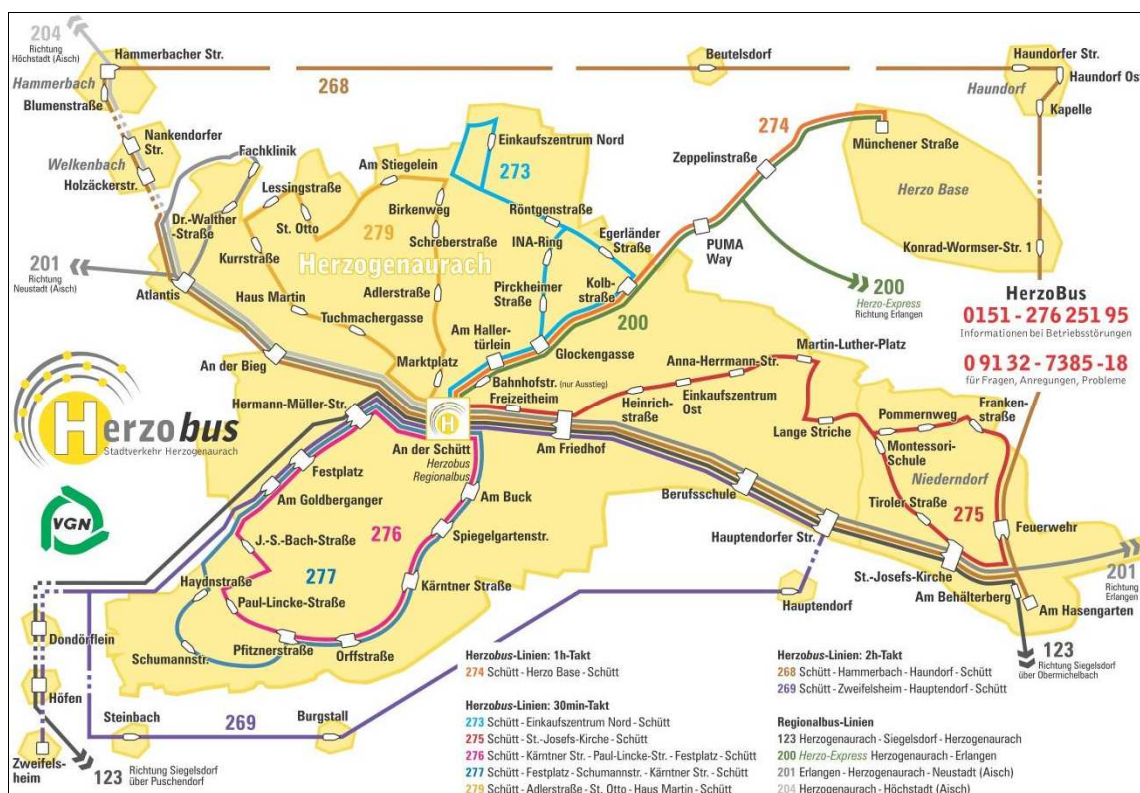 204
Richtung
Höchstadt (Aisch)
Hammerbacher Str.
Hammerbach
Blumenstraße
268
Beutelsdorf
Haundorfer Str.
Haundorf Ost
Haundorf
Kapelle
Nankendorfer
Str.
Welkenbach
Holzäckerstr.
Fachklinik
Dr.-Walther
-Straße
Lessingstraße
St. Otto
Am Stiegelein
Einkaufszentrum Nord
273
274
Zeppelinstraße
Münchener Straße
Herzo Base
Birkenweg
Röntgenstraße
279
Schreberstraße
INA-Ring
Egerländer
Straße
PUMA
Way
Konrad-Wormser-Str. 1
Kurrstraße
Herzogenaurach
201
Richtung
Neustadt (Aisch)
Atlantis
Haus Martin
Adlerstraße
Pirckheimer
Straße
Kolb-
straße
200
Herzo-Express
Richtung Erlangen
HerzoBus
0151 - 276 251 95
Informationen bei Betriebsstörungen
0 91 32 - 7385 - 18
für Fragen, Anregungen, Probleme
Tuchmachergasse
Am Haller-
türlein
200
An der Bieg
Marktplatz
Glockengasse
Martin-Luther-Platz
Anna-Herrmann-Str.
Bahnhofstr. (nur Ausstieg)
Freizeitheim
Heinrich-
straße
Einkaufszentrum
Ost
Hermann-Müller-Str.
H
Herzobus
Stadtverkehr Herzogenaurach
VGN
An der Schütt
Herzobus
Regionalbus
Am Friedhof
Lange Striche
Pommernweg
Franken-
straße
Montessori-
Schule
Niederndorf
Festplatz
Am Goldberganger
Am Buck
Berufsschule
Tiroler Straße
275
Feuerwehr
J.-S.-Bach-Straße
276
Spiegelgartenstr.
Hauptendorfer Str.
Haydnstraße
277
Kärntner Straße
St.-Josefs-Kirche
Am Behälterberg
201
Richtung
Erlangen
Paul-Lincke-Straße
Hauptendorf
Am Hasengarten
Dondörflein
Schumannstr.
Pfitznerstraße
Orffstraße
123
Richtung Siegelsdorf
über Obermichelbach
Höfen
Steinbach
269
Burgstall
Zweifels-
heim
123
Richtung Siegelsdorf
über Puschendorf
Herzobus-Linien: 1h-Takt
274 Schütt - Herzo Base - Schütt
Herzobus-Linien: 30min-Takt
273 Schütt - Einkaufszentrum Nord - Schütt
275 Schütt - St.-Josefs-Kirche - Schütt
276 Schütt - Kärntner Str. - Paul-Lincke-Str. - Festplatz - Schütt
277 Schütt - Festplatz - Schumannstr. - Kärntner Str. - Schütt
279 Schütt - Adlerstraße - St. Otto - Haus Martin - Schütt
Herzobus-Linien: 2h-Takt
268 Schütt - Hammerbach - Haundorf - Schütt
269 Schütt - Zweifelsheim - Hauptendorf - Schütt
Regionalbus-Linien
123 Herzogenaurach - Siegelsdorf - Herzogenaurach
200 Herzo-Express Herzogenaurach - Erlangen
201 Erlangen - Herzogenaurach - Neustadt (Aisch)
204 Herzogenaurach - Höchstadt (Aisch)